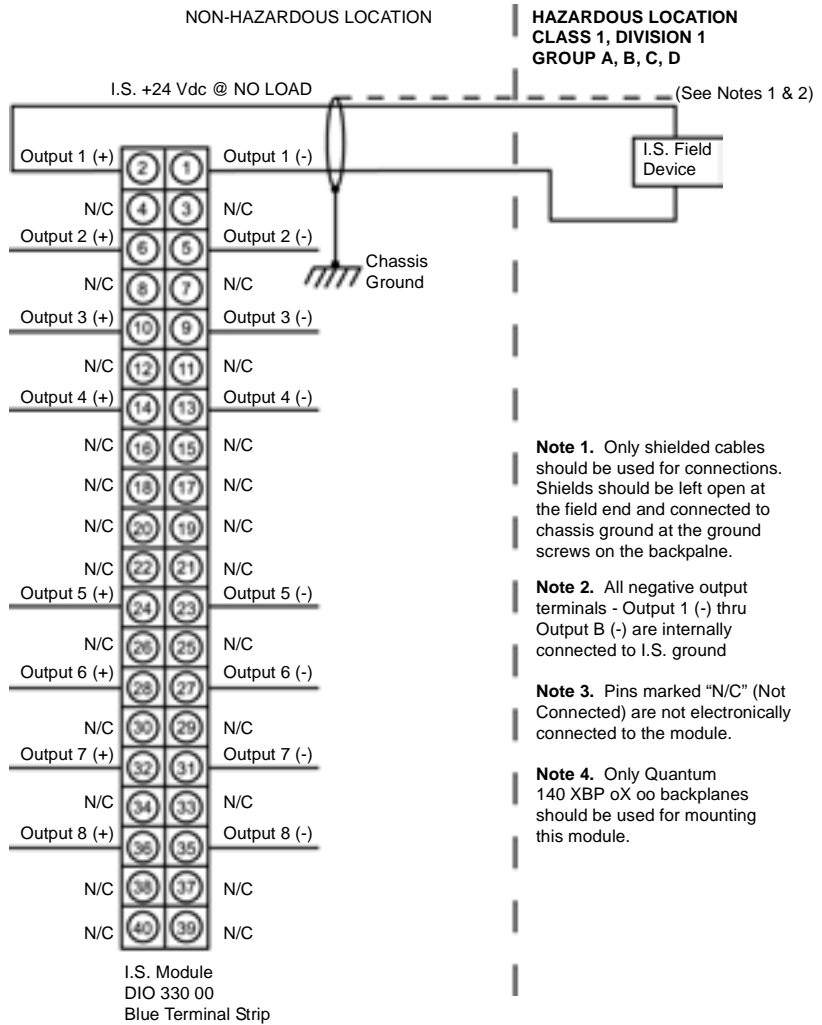 NON-HAZARDOUS LOCATION
HAZARDOUS LOCATION
CLASS 1, DIVISION 1
GROUP A, B, C, D
I.S. +24 Vdc @ NO LOAD
(See Notes 1 & 2)
I.S. Field
Device
Output 1 (+) 2 1 Output 1 (-)
N/C 4 3 N/C
Output 2 (+) 6 5 Output 2 (-)
Chassis
Ground
N/C 8 7 N/C
Output 3 (+) 10 9 Output 3 (-)
N/C 12 11 N/C
Output 4 (+) 14 13 Output 4 (-)
N/C 16 15 N/C
N/C 18 17 N/C
N/C 20 19 N/C
N/C 22 21 N/C
Output 5 (+) 24 23 Output 5 (-)
N/C 26 25 N/C
Output 6 (+) 28 27 Output 6 (-)
N/C 30 29 N/C
Output 7 (+) 32 31 Output 7 (-)
N/C 34 33 N/C
Output 8 (+) 36 35 Output 8 (-)
N/C 38 37 N/C
N/C 40 39 N/C
I.S. Module
DIO 330 00
Blue Terminal Strip
Note 1. Only shielded cables
should be used for connections.
Shields should be left open at
the field end and connected to
chassis ground at the ground
screws on the backpalne.
Note 2. All negative output
terminals - Output 1 (-) thru
Output B (-) are internally
connected to I.S. ground
Note 3. Pins marked “N/C” (Not
Connected) are not electronically
connected to the module.
Note 4. Only Quantum
140 XBP oX oo backplanes
should be used for mounting
this module.